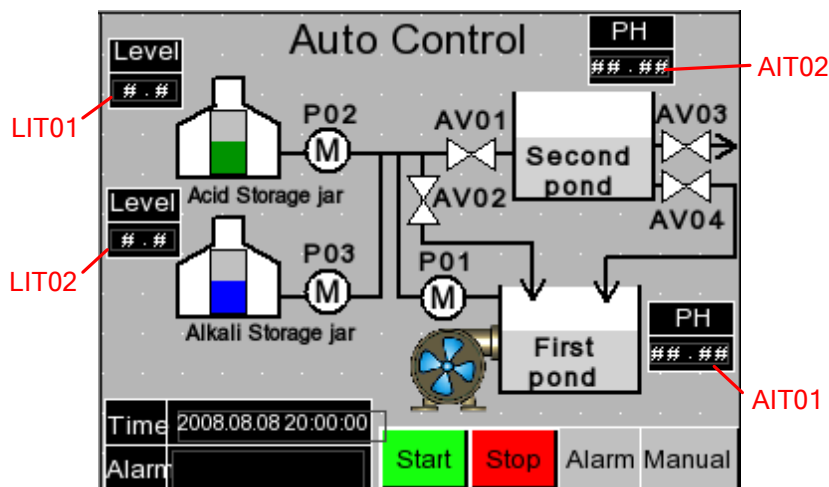 Auto Control
PH
##.##
AIT02
Level
#.#
LIT01
P02
M
AV01
AV03
Second
pond
Acid Storage jar
AV02
AV04
Level
#.#
LIT02
P03
M
P01
M
Alkali Storage jar
First
pond
PH
##.##
AIT01
Time
2008.08.08 20:00:00
Alarm
Start
Stop
Alarm
Manual